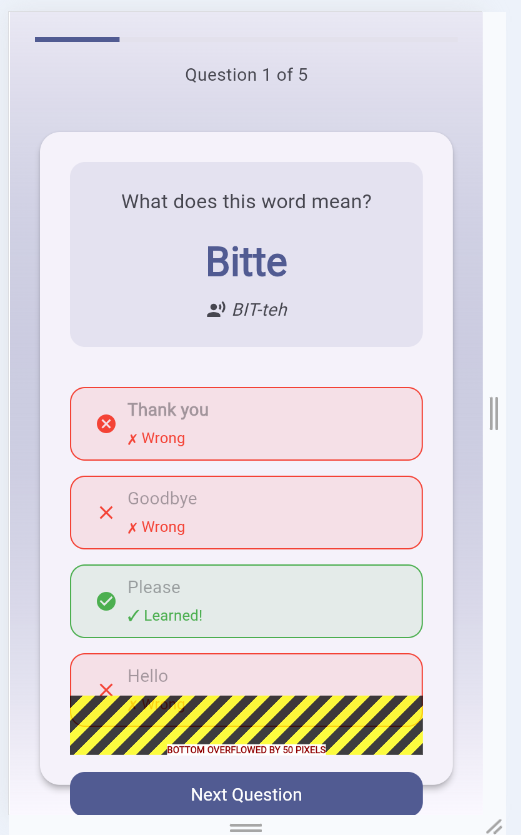 Question 1 of 5
What does this word mean?
Bitte
BIT-teh
Thank you
✗ Wrong
Goodbye
✗ Wrong
Please
✓ Learned!
Hello
✗ Wrong
BOTTOM OVERFLOWED BY 50 PIXELS
Next Question